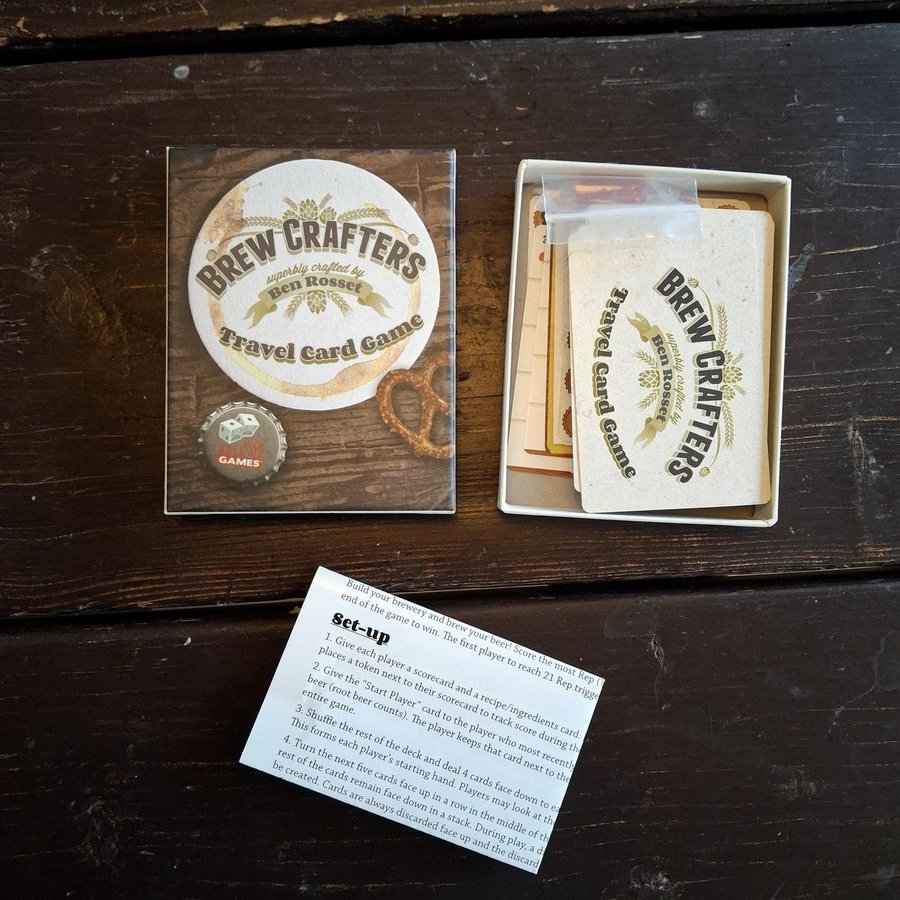 BREW CRAFTERS
superbly crafted by
Ben Rosset
Travel Card Game
GAMES
BREW CRAFTERS
superbly crafted by
Ben Rosset
Travel Card Game
Build your brewery and brew your beer! Score the most Rep (
end of the game to win. The first player to reach 21 Rep trigge
Set-up
1. Give each player a scorecard and a recipe/ingredients card.
places a token next to their scorecard to track score during th
2. Give the “Start Player” card to the player who most recentl
beer (root beer counts). The player keeps that card next to the
entire game.
3. Shuffle the rest of the deck and deal 4 cards face down to e
This forms each player's starting hand. Players may look at th
4. Turn the next five cards face up in a row in the middle of th
rest of the cards remain face down in a stack. During play, a d
be created. Cards are always discarded face up and the discard